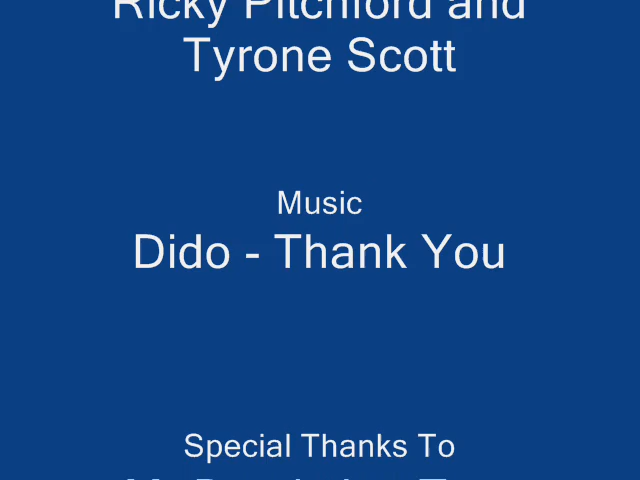 Ricky Pitchford and
Tyrone Scott
Music
Dido - Thank You
Special Thanks To